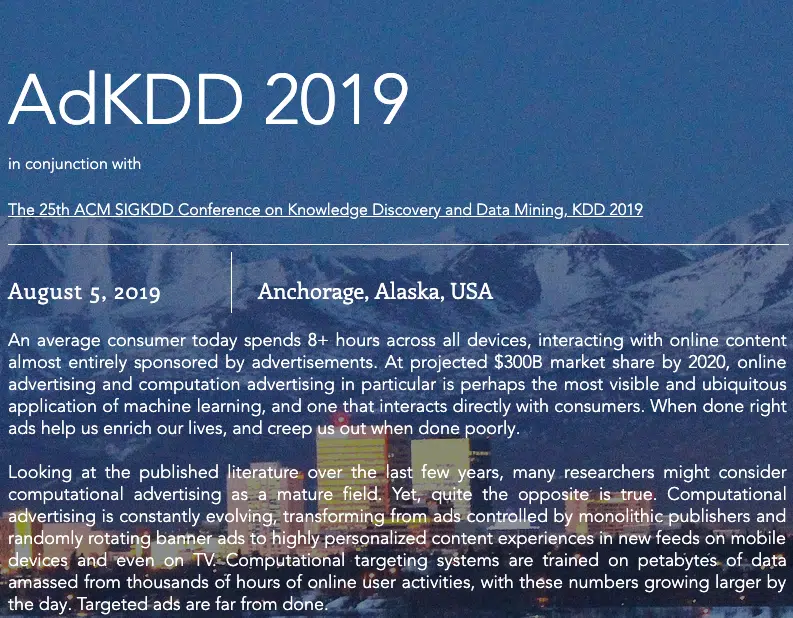 AdKDD 2019
in conjunction with
The 25th ACM SIGKDD Conference on Knowledge Discovery and Data Mining, KDD 2019
August 5, 2019
Anchorage, Alaska, USA
An average consumer today spends 8+ hours across all devices, interacting with online content
almost entirely sponsored by advertisements. At projected $300B market share by 2020, online
advertising and computation advertising in particular is perhaps the most visible and ubiquitous
application of machine learning, and one that interacts directly with consumers. When done right
ads help us enrich our lives, and creep us out when done poorly.
Looking at the published literature over the last few years, many researchers might consider
computational advertising as a mature field. Yet, quite the opposite is true. Computational
advertising is constantly evolving, transforming from ads controlled by monolithic publishers and
randomly rotating banner ads to highly personalized content experiences in new feeds on mobile
devices and even on TV. Computational targeting systems are trained on petabytes of data
amassed from thousands of hours of online user activities, with these numbers growing larger by
the day. Targeted ads are far from done.